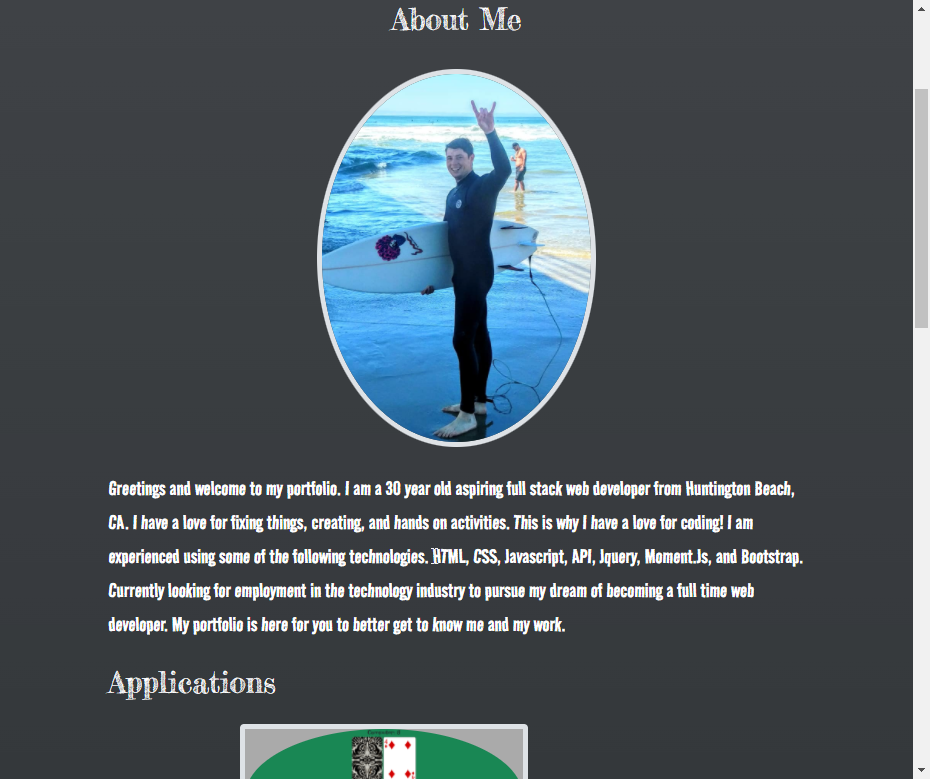 About Me
Greetings and welcome to my portfolio. I am a 30 year old aspiring full stack web developer from Huntington Beach,
CA. I have a love for fixing things, creating, and hands on activities. This is why I have a love for coding! I am
experienced using some of the following technologies. HTML, CSS, Javascript, API, Jquery, Moment.Js, and Bootstrap.
Currently looking for employment in the technology industry to pursue my dream of becoming a full time web
developer. My portfolio is here for you to better get to know me and my work.
Applications